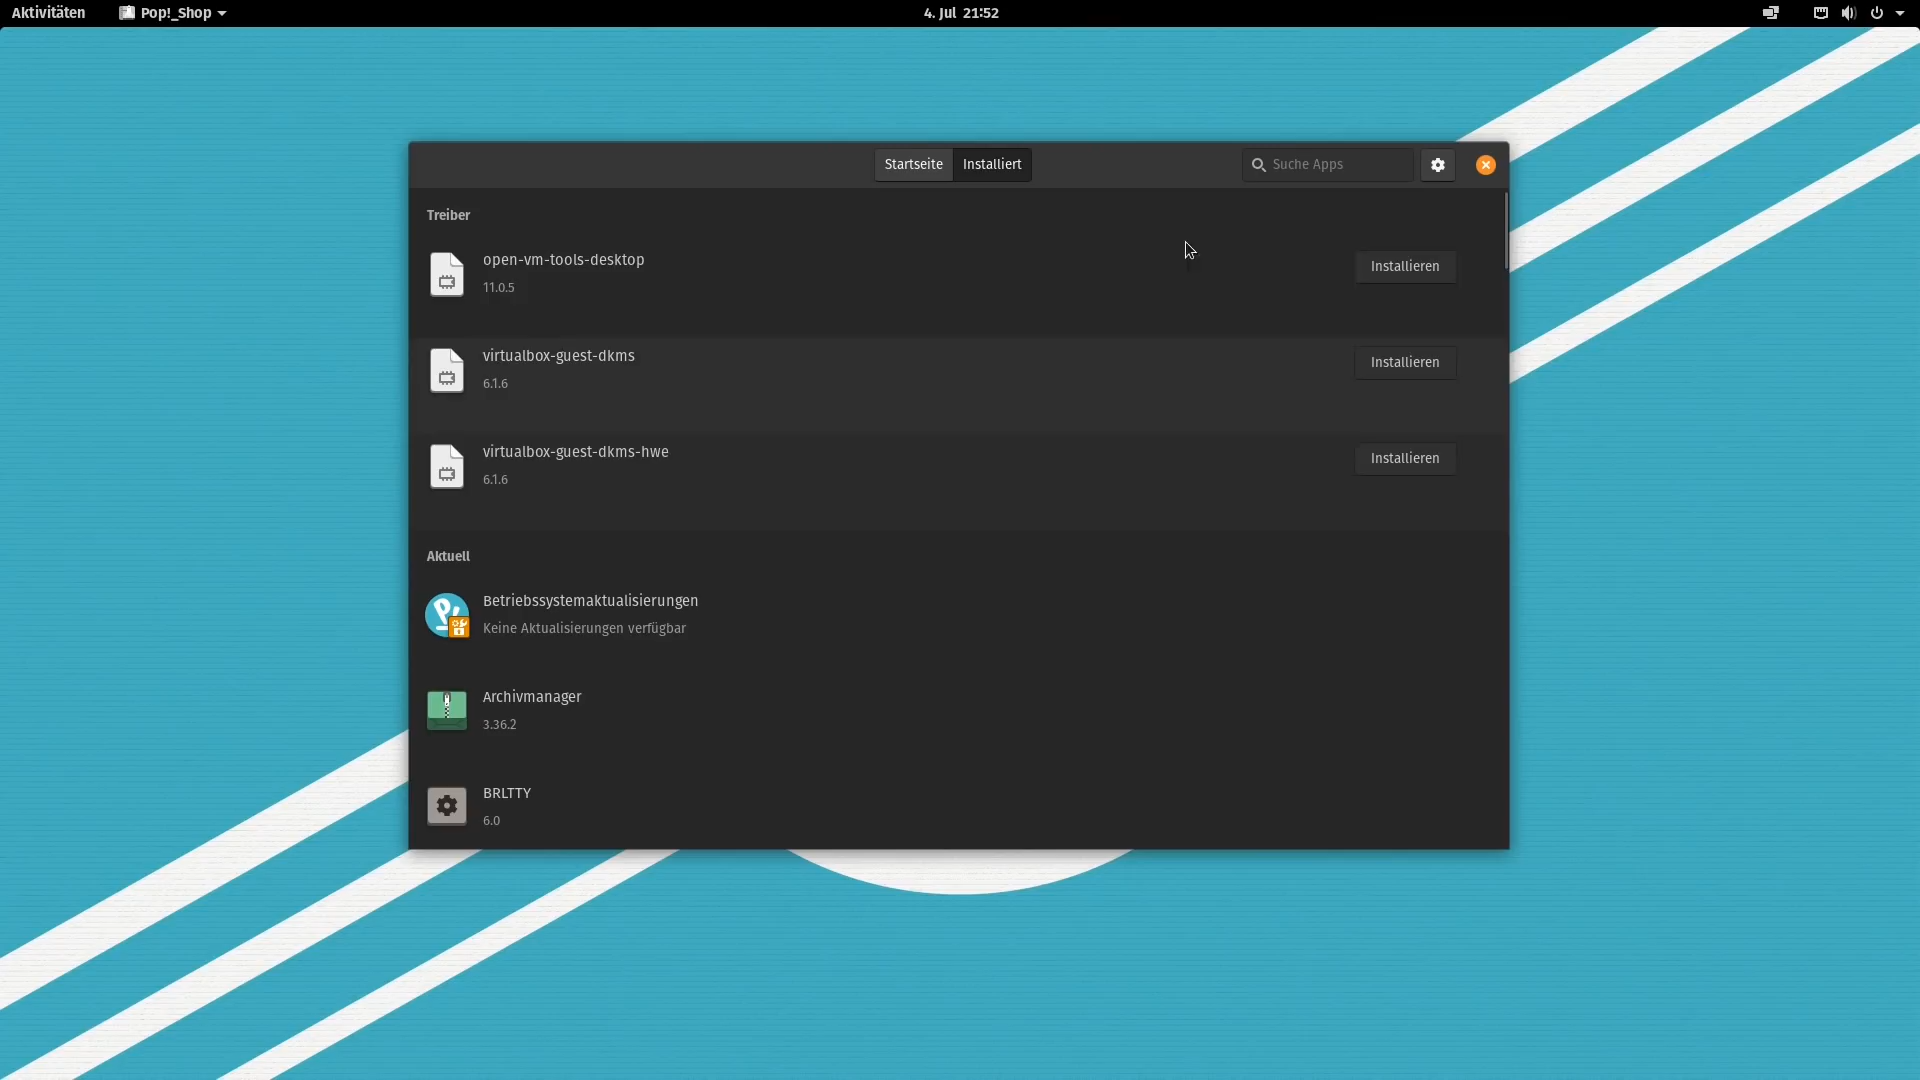 Aktivitäten
Pop!_Shop
4. Jul 21:52
Startseite
Installiert
Suche Apps
Treiber
open-vm-tools-desktop
11.0.5
Installieren
virtualbox-guest-dkms
6.1.6
Installieren
virtualbox-guest-dkms-hwe
6.1.6
Installieren
Aktuell
Betriebssystemaktualisierungen
Keine Aktualisierungen verfügbar
Archivmanager
3.36.2
BRLTTY
6.0